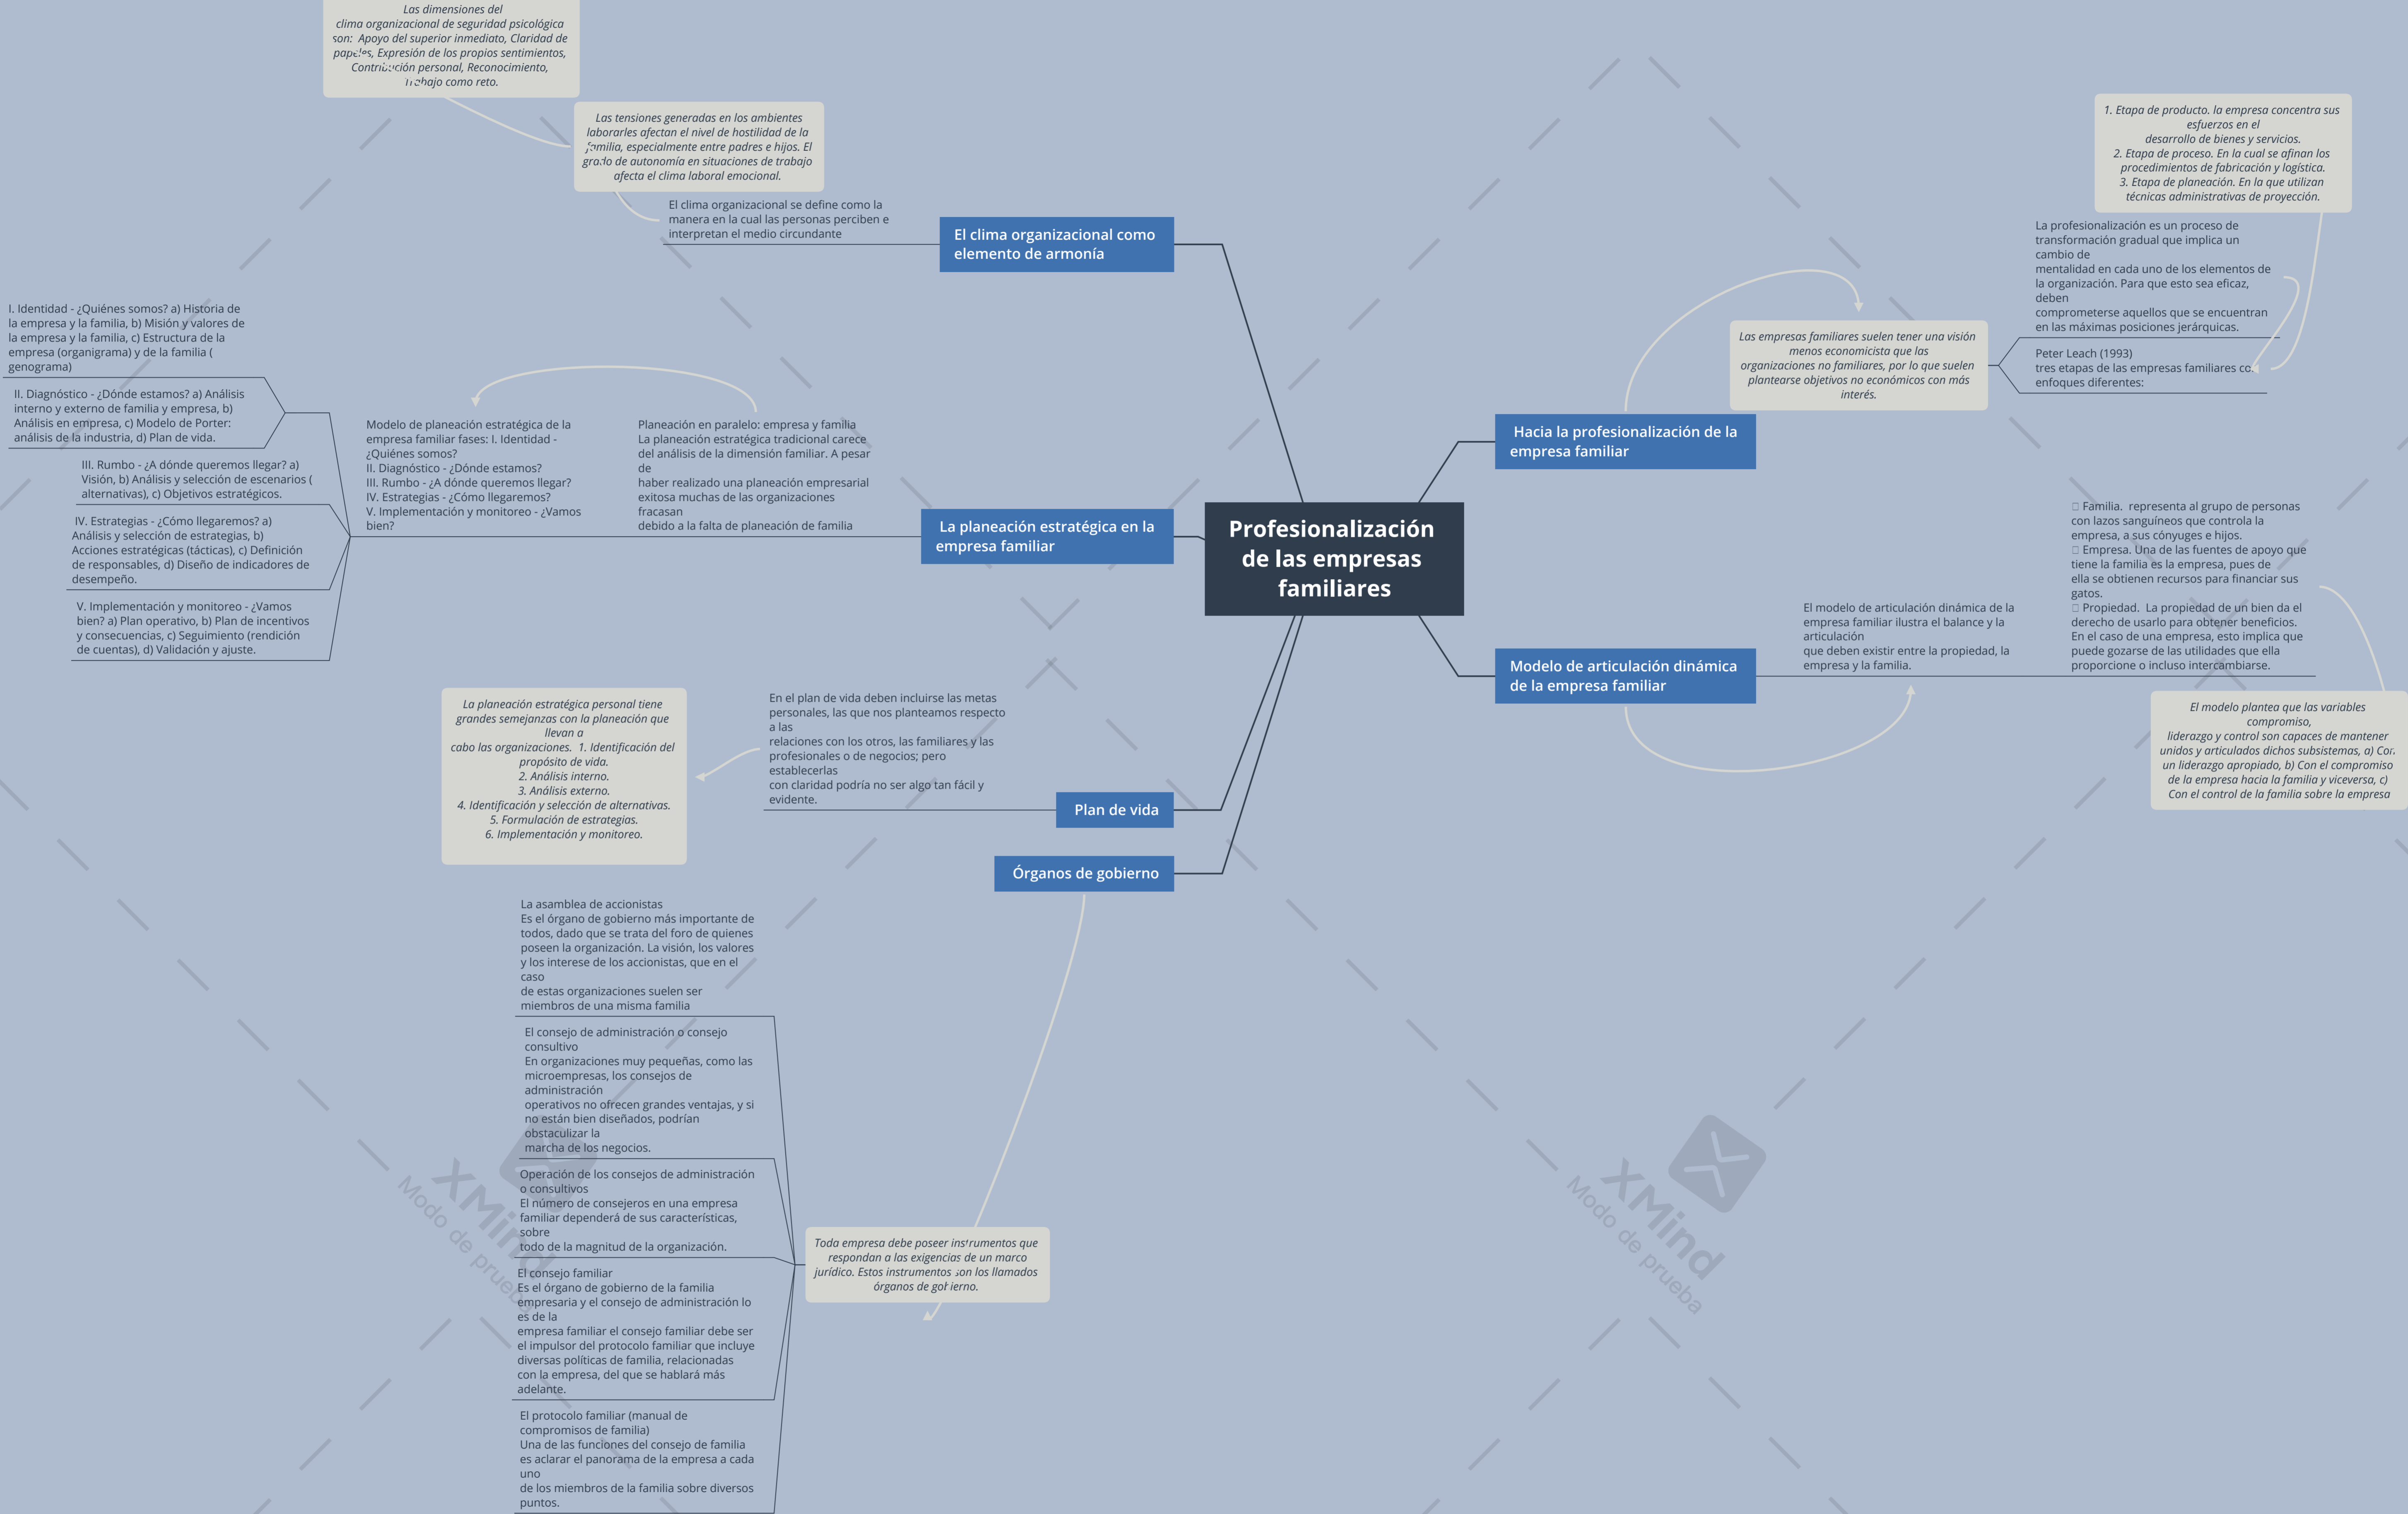 Profesionalización
de las empresas
familiares
Hacia la profesionalización de la
empresa familiar
Las empresas familiares suelen tener una visión
menos economicista que las
organizaciones no familiares, por lo que suelen
plantearse objetivos no económicos con más
interés.
La profesionalización es un proceso de
transformación gradual que implica un
cambio de
mentalidad en cada uno de los elementos de
la organización. Para que esto sea eficaz,
deben
comprometerse aquellos que se encuentran
en las máximas posiciones jerárquicas.
Peter Leach (1993)
tres etapas de las empresas familiares con
enfoques diferentes:
1. Etapa de producto. la empresa concentra sus
esfuerzos en el
desarrollo de bienes y servicios.
2. Etapa de proceso. En la cual se afinan los
procedimientos de fabricación y logística.
3. Etapa de planeación. En la que utilizan
técnicas administrativas de proyección.
Modelo de articulación dinámica
de la empresa familiar
El modelo de articulación dinámica de la
empresa familiar ilustra el balance y la
articulación
que deben existir entre la propiedad, la
empresa y la familia.
Familia. representa al grupo de personas
con lazos sanguíneos que controla la
empresa, a sus cónyuges e hijos.
Empresa. Una de las fuentes de apoyo que
tiene la familia es la empresa, pues de
ella se obtienen recursos para financiar sus
gatos.
Propiedad. La propiedad de un bien da el
derecho de usarlo para obtener beneficios.
En el caso de una empresa, esto implica que
puede gozarse de las utilidades que ella
proporcione o incluso intercambiarse.
El modelo plantea que las variables
compromiso,
liderazgo y control son capaces de mantener
unidos y articulados dichos subsistemas, a) Con
un liderazgo apropiado, b) Con el compromiso
de la empresa hacia la familia y viceversa, c)
Con el control de la familia sobre la empresa
El clima organizacional como
elemento de armonía
El clima organizacional se define como la
manera en la cual las personas perciben e
interpretan el medio circundante
Las tensiones generadas en los ambientes
laborarles afectan el nivel de hostilidad de la
familia, especialmente entre padres e hijos. El
grado de autonomía en situaciones de trabajo
afecta el clima laboral emocional.
Las dimensiones del
clima organizacional de seguridad psicológica
son: Apoyo del superior inmediato, Claridad de
papeles, Expresión de los propios sentimientos,
Contribución personal, Reconocimiento,
Trabajo como reto.
La planeación estratégica en la
empresa familiar
Planeación en paralelo: empresa y familia
La planeación estratégica tradicional carece
del análisis de la dimensión familiar. A pesar
de
haber realizado una planeación empresarial
exitosa muchas de las organizaciones
fracasan
debido a la falta de planeación de familia
Modelo de planeación estratégica de la
empresa familiar fases: I. Identidad -
¿Quiénes somos?
II. Diagnóstico - ¿Dónde estamos?
III. Rumbo - ¿A dónde queremos llegar?
IV. Estrategias - ¿Cómo llegaremos?
V. Implementación y monitoreo - ¿Vamos
bien?
I. Identidad - ¿Quiénes somos? a) Historia de
la empresa y la familia, b) Misión y valores de
la empresa y la familia, c) Estructura de la
empresa (organigrama) y de la familia (
genograma)
II. Diagnóstico - ¿Dónde estamos? a) Análisis
interno y externo de familia y empresa, b)
Análisis en empresa, c) Modelo de Porter:
análisis de la industria, d) Plan de vida.
III. Rumbo - ¿A dónde queremos llegar? a)
Visión, b) Análisis y selección de escenarios (
alternativas), c) Objetivos estratégicos.
IV. Estrategias - ¿Cómo llegaremos? a)
Análisis y selección de estrategias, b)
Acciones estratégicas (tácticas), c) Definición
de responsables, d) Diseño de indicadores de
desempeño.
V. Implementación y monitoreo - ¿Vamos
bien? a) Plan operativo, b) Plan de incentivos
y consecuencias, c) Seguimiento (rendición
de cuentas), d) Validación y ajuste.
Plan de vida
En el plan de vida deben incluirse las metas
personales, las que nos planteamos respecto
a las
relaciones con los otros, las familiares y las
profesionales o de negocios; pero
establecerlas
con claridad podría no ser algo tan fácil y
evidente.
La planeación estratégica personal tiene
grandes semejanzas con la planeación que
llevan a
cabo las organizaciones. 1. Identificación del
propósito de vida.
2. Análisis interno.
3. Análisis externo.
4. Identificación y selección de alternativas.
5. Formulación de estrategias.
6. Implementación y monitoreo.
Órganos de gobierno
Toda empresa debe poseer instrumentos que
respondan a las exigencias de un marco
jurídico. Estos instrumentos son los llamados
órganos de gobierno.
La asamblea de accionistas
Es el órgano de gobierno más importante de
todos, dado que se trata del foro de quienes
poseen la organización. La visión, los valores
y los interese de los accionistas, que en el
caso
de estas organizaciones suelen ser
miembros de una misma familia
El consejo de administración o consejo
consultivo
En organizaciones muy pequeñas, como las
microempresas, los consejos de
administración
operativos no ofrecen grandes ventajas, y si
no están bien diseñados, podrían
obstaculizar la
marcha de los negocios.
Operación de los consejos de administración
o consultivos
El número de consejeros en una empresa
familiar dependerá de sus características,
sobre
todo de la magnitud de la organización.
El consejo familiar
Es el órgano de gobierno de la familia
empresaria y el consejo de administración lo
es de la
empresa familiar el consejo familiar debe ser
el impulsor del protocolo familiar que incluye
diversas políticas de familia, relacionadas
con la empresa, del que se hablará más
adelante.
El protocolo familiar (manual de
compromisos de familia)
Una de las funciones del consejo de familia
es aclarar el panorama de la empresa a cada
uno
de los miembros de la familia sobre diversos
puntos.
XMind
Modo de prueba
XMind
Modo de prueba